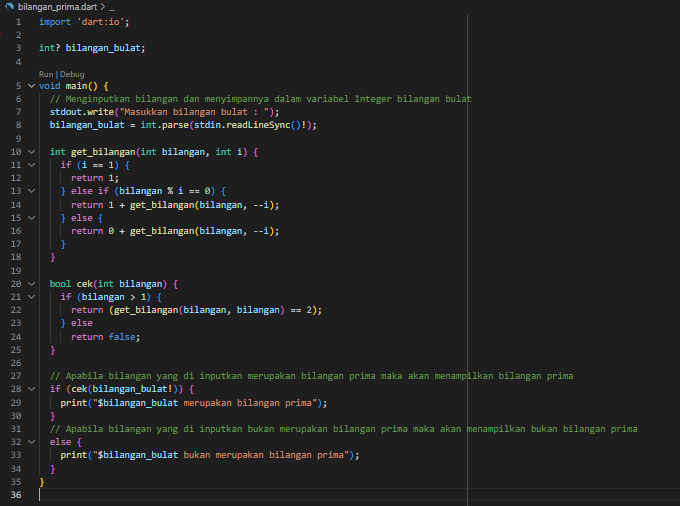 bilangan_prima.dart > ...
1 import 'dart:io';
2
3 int? bilangan_bulat;
4
Run | Debug
5 void main() {
6 // Menginputkan bilangan dan menyimpannya dalam variabel Integer bilangan bulat
7 stdout.write("Masukkan bilangan bulat : ");
8 bilangan_bulat = int.parse(stdin.readLineSync()!);
9
10 int get_bilangan(int bilangan, int i) {
11 if (i == 1) {
12 return 1;
13 } else if (bilangan % i == 0) {
14 return 1 + get_bilangan(bilangan, --i);
15 } else {
16 return 0 + get_bilangan(bilangan, --i);
17 }
18 }
19
20 bool cek(int bilangan) {
21 if (bilangan > 1) {
22 return (get_bilangan(bilangan, bilangan) == 2);
23 } else
24 return false;
25 }
26
27 // Apabila bilangan yang di inputkan merupakan bilangan prima maka akan menampilkan bilangan prima
28 if (cek(bilangan_bulat!)) {
29 print("$bilangan_bulat merupakan bilangan prima");
30 }
31 // Apabila bilangan yang di inputkan bukan merupakan bilangan prima maka akan menampilkan bukan bilangan prima
32 else {
33 print("$bilangan_bulat bukan merupakan bilangan prima");
34 }
35 }
36